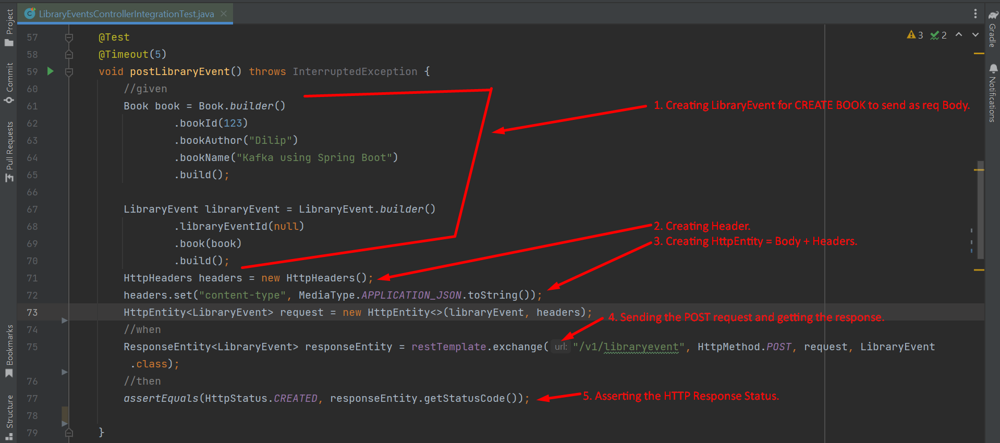 LibraryEventsControllerIntegrationTest.java
Project
Commit
Pull Requests
Bookmarks
Structure
Gradle
Notifications
3 2
57 @Test
58 @Timeout(5)
59 void postLibraryEvent() throws InterruptedException {
60 //given
61 Book book = Book.builder()
62 .bookId(123)
63 .bookAuthor("Dilip")
64 .bookName("Kafka using Spring Boot")
65 .build();
66
67 LibraryEvent libraryEvent = LibraryEvent.builder()
68 .libraryEventId(null)
69 .book(book)
70 .build();
71 HttpHeaders headers = new HttpHeaders();
72 headers.set("content-type", MediaType.APPLICATION_JSON.toString());
73 HttpEntity<LibraryEvent> request = new HttpEntity<>(libraryEvent, headers);
74 //when
75 ResponseEntity<LibraryEvent> responseEntity = restTemplate.exchange( url: "/v1/libraryevent", HttpMethod.POST, request, LibraryEvent
.class);
76 //then
77 assertEquals(HttpStatus.CREATED, responseEntity.getStatusCode());
78
79 }
1. Creating LibraryEvent for CREATE BOOK to send as req Body.
2. Creating Header.
3. Creating HttpEntity = Body + Headers.
4. Sending the POST request and getting the response.
5. Asserting the HTTP Response Status.